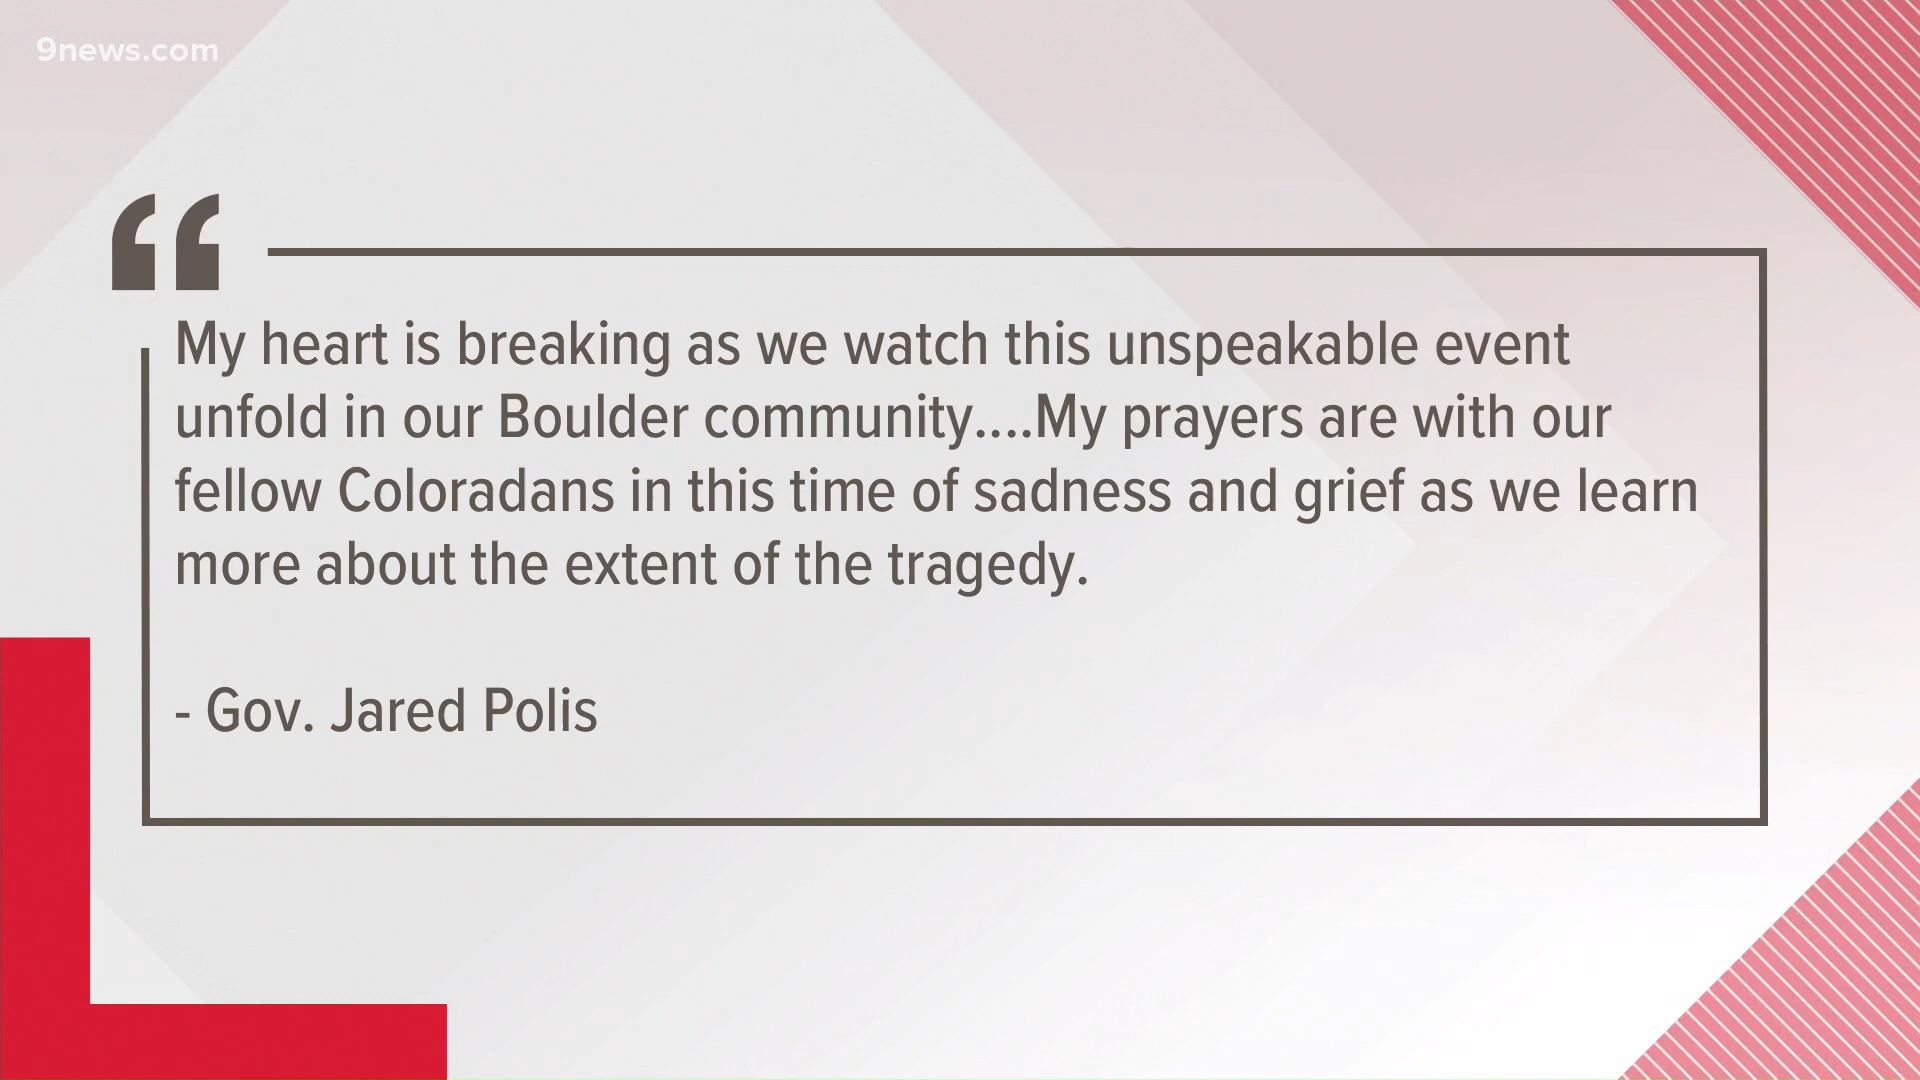 9news.com
“
My heart is breaking as we watch this unspeakable event
unfold in our Boulder community....My prayers are with our
fellow Coloradans in this time of sadness and grief as we learn
more about the extent of the tragedy.
- Gov. Jared Polis